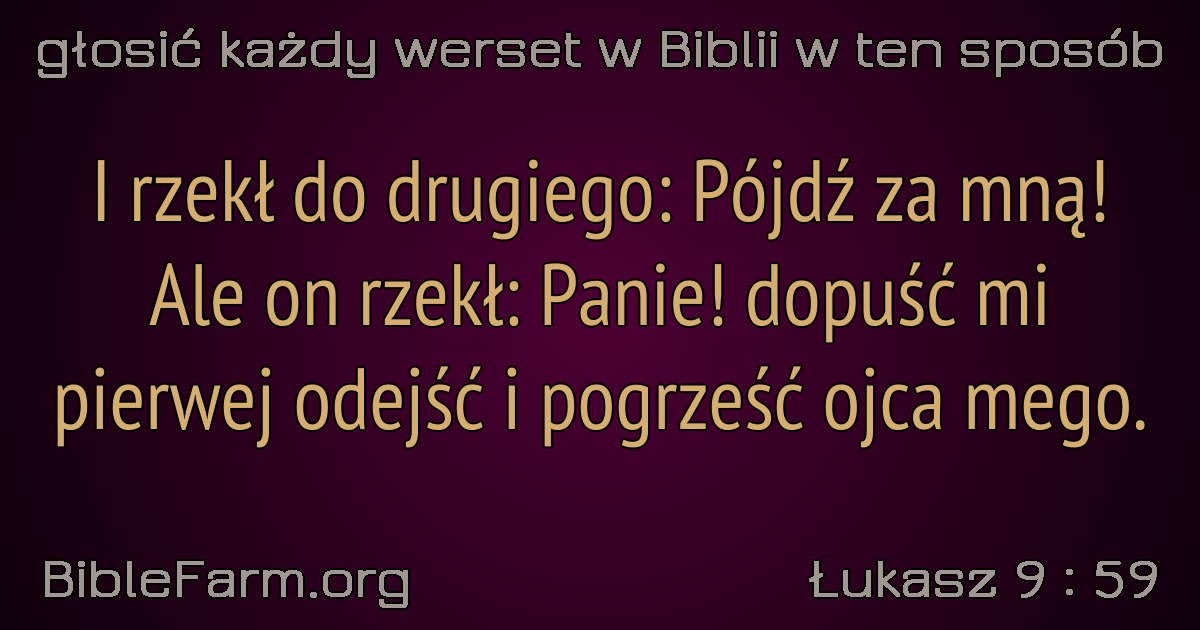 głosić każdy werset w Biblii w ten sposób
I rzekł do drugiego: Pójdź za mną!
Ale on rzekł: Panie! dopuść mi
pierwej odejść i pogrześć ojca mego.
BibleFarm.org
Łukasz 9 : 59